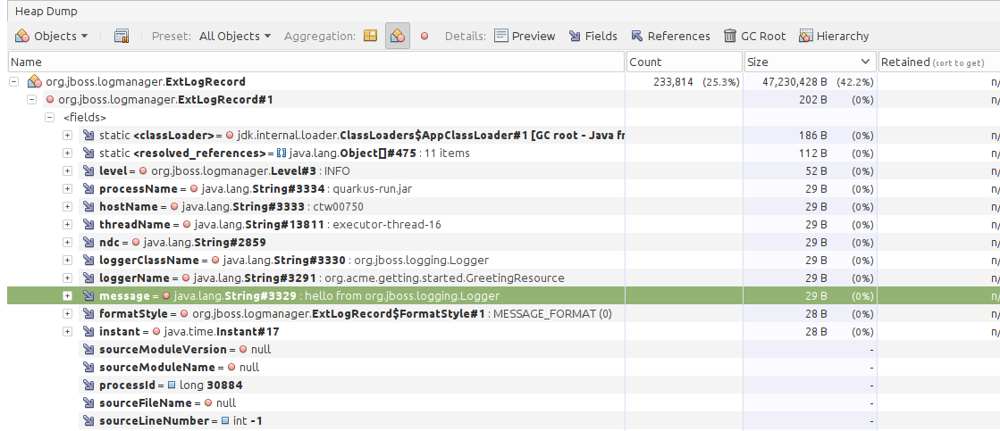 Heap Dump
Objects Preset: All Objects Aggregation: Details: Preview Fields References GC Root Hierarchy
Name Count Size Retained (sort to get)
org.jboss.logmanager.ExtLogRecord 233,814 (25.3%) 47,230,428 B (42.2%) n/
org.jboss.logmanager.ExtLogRecord#1 202 B (0%) n/
<fields>
static <classLoader> = jdk.internal.loader.ClassLoaders$AppClassLoader#1 [GC root - Java fr 186 B (0%) n/
static <resolved_references> = java.lang.Object[]#475 : 11 items 112 B (0%) n/
level = org.jboss.logmanager.Level#3 : INFO 52 B (0%) n/
processName = java.lang.String#3334 : quarkus-run.jar 29 B (0%) n/
hostName = java.lang.String#3333 : ctw00750 29 B (0%) n/
threadName = java.lang.String#13811 : executor-thread-16 29 B (0%) n/
ndc = java.lang.String#2859 29 B (0%) n/
loggerClassName = java.lang.String#3330 : org.jboss.logging.Logger 29 B (0%) n/
loggerName = java.lang.String#3291 : org.acme.getting.started.GreetingResource 29 B (0%) n/
message = java.lang.String#3329 : hello from org.jboss.logging.Logger 29 B (0%) n/
formatStyle = org.jboss.logmanager.ExtLogRecord$FormatStyle#1 : MESSAGE_FORMAT (0) 28 B (0%) n/
instant = java.time.Instant#17 28 B (0%) n/
sourceModuleVersion = null -
sourceModuleName = null -
processId = long 30884 -
sourceFileName = null -
sourceLineNumber = int -1 -